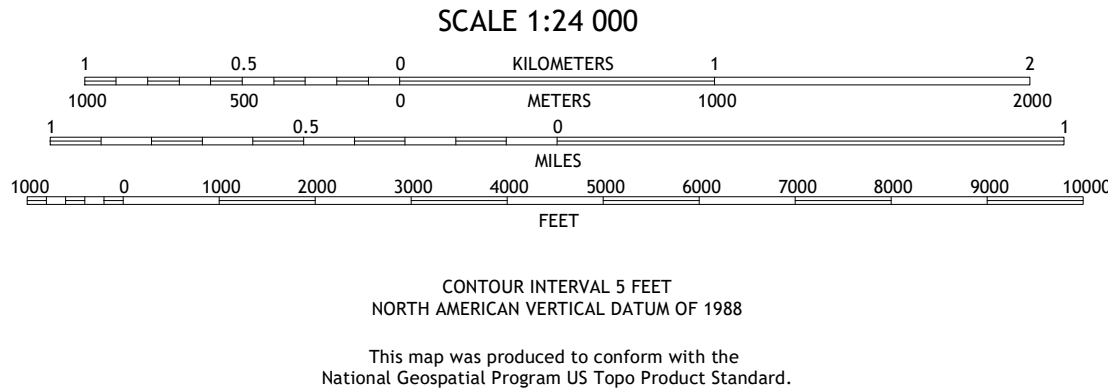 SCALE 1:24 000
1 0.5 0 KILOMETERS 1 2
1000 500 0 METERS 1000 2000
1 0.5 0 1
MILES
1000 0 1000 2000 3000 4000 5000 6000 7000 8000 9000 10000
FEET
CONTOUR INTERVAL 5 FEET
NORTH AMERICAN VERTICAL DATUM OF 1988
This map was produced to conform with the
National Geospatial Program US Topo Product Standard.